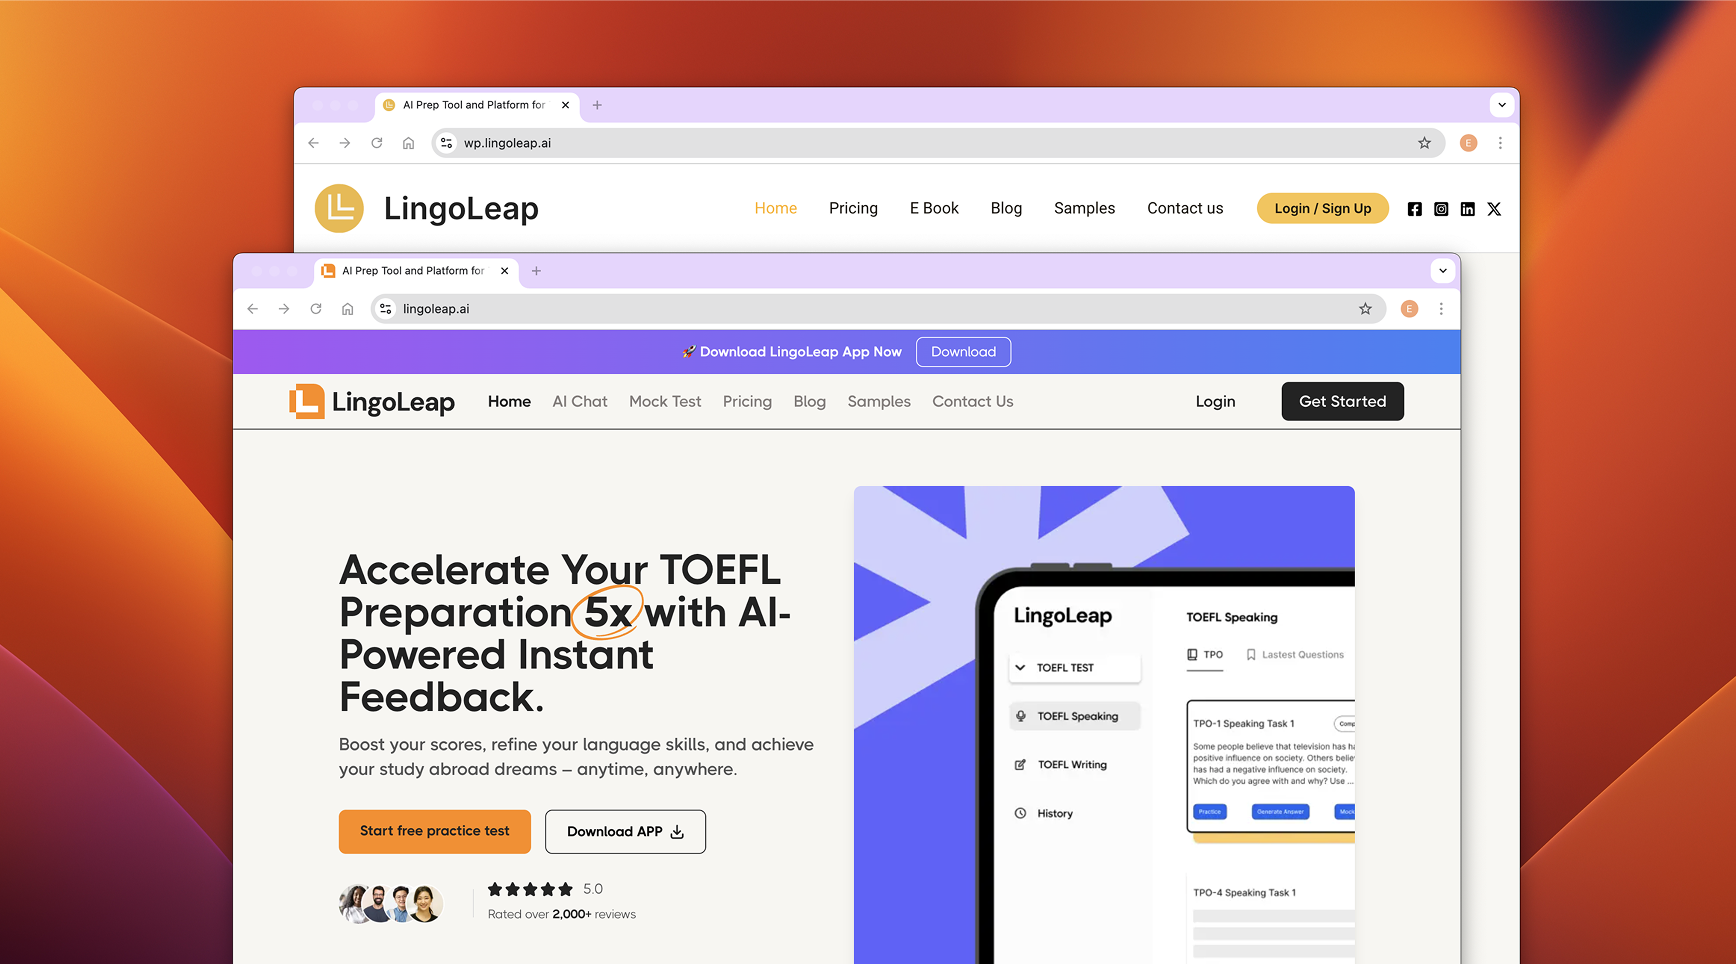 AI Prep Tool and Platform for
wp.lingoleap.ai
E
LingoLeap
Home Pricing E Book Blog Samples Contact us Login / Sign Up
AI Prep Tool and Platform for
lingoleap.ai
E
🚀 Download LingoLeap App Now Download
LingoLeap Home AI Chat Mock Test Pricing Blog Samples Contact Us Login Get Started
Accelerate Your TOEFL
Preparation 5x with AI-
Powered Instant
Feedback.
Boost your scores, refine your language skills, and achieve
your study abroad dreams – anytime, anywhere.
Start free practice test Download APP
5.0
Rated over 2,000+ reviews
LingoLeap
TOEFL TEST
TOEFL Speaking
TOEFL Writing
History
TOEFL Speaking
TPO Lastest Questions
TPO-1 Speaking Task 1
Some people believe that television has
positive influence on society. Others
has had a negative influence on society.
Which do you agree with and why? Use ...
Practice Generate Answer Mock
TPO-4 Speaking Task 1